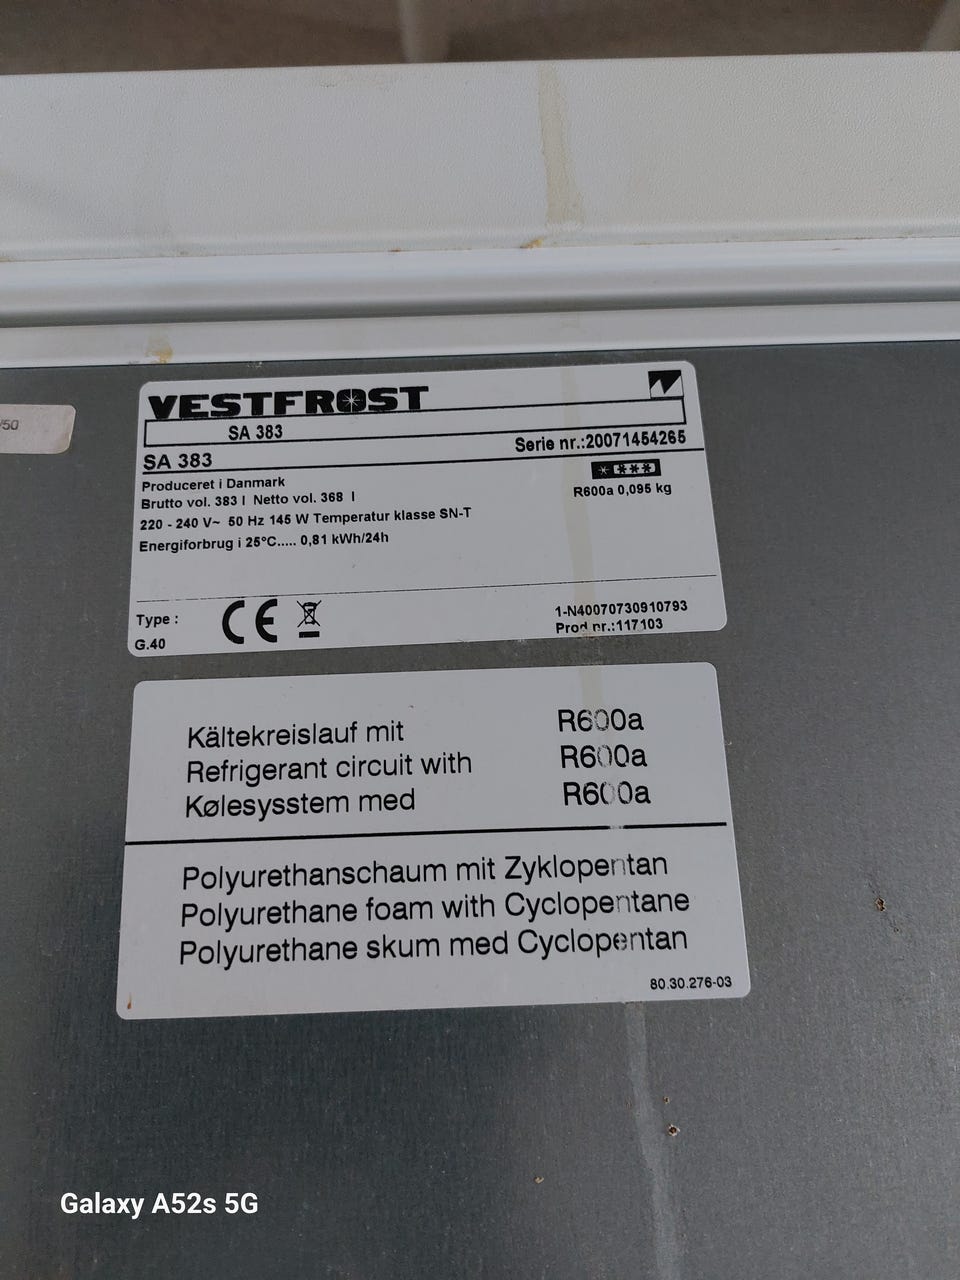 /50
VESTFROST
SA 383
SA 383
Serie nr.:20071454265
Produceret i Danmark
Brutto vol. 383 l Netto vol. 368 l
R600a 0,095 kg
220 - 240 V~ 50 Hz 145 W Temperatur klasse SN-T
Energiforbrug i 25°C..... 0,81 kWh/24h
Type :
G.40
CE
1-N40070730910793
Prod nr.:117103
Kältekreislauf mit R600a
Refrigerant circuit with R600a
Kølesysstem med R600a
Polyurethanschaum mit Zyklopentan
Polyurethane foam with Cyclopentane
Polyurethane skum med Cyclopentan
80.30.276-03
Galaxy A52s 5G